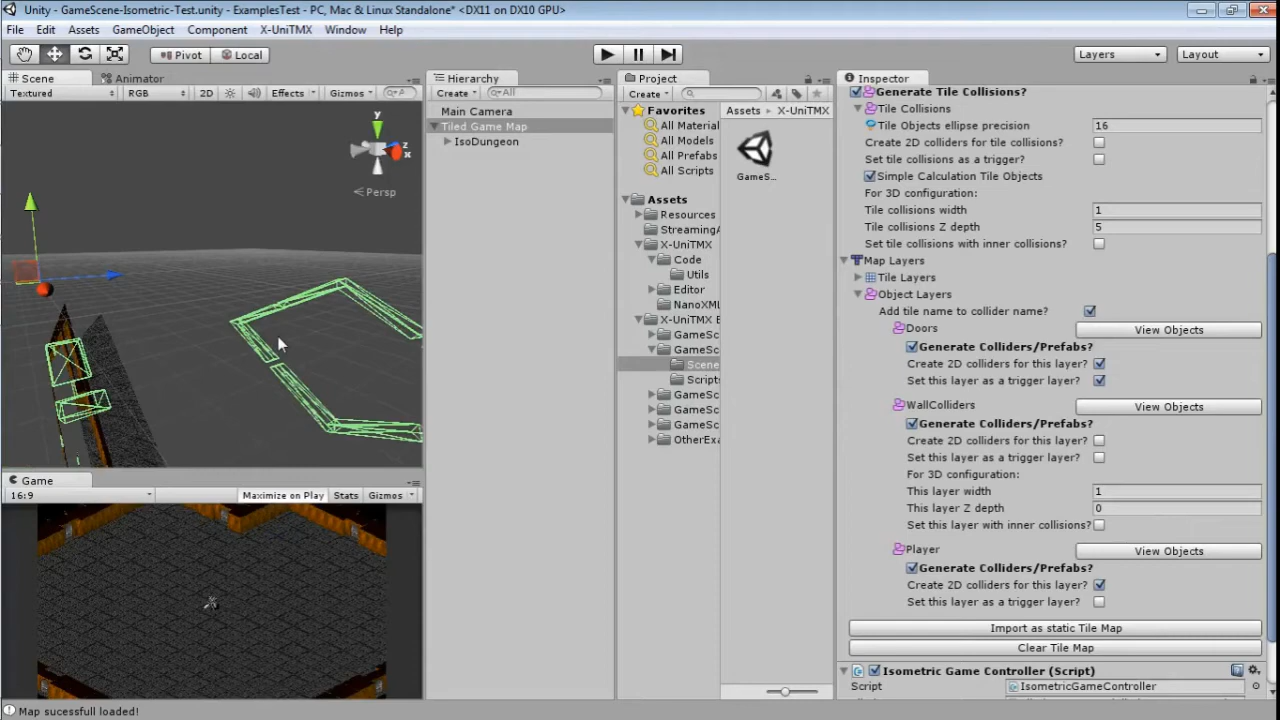 Unity - GameScene-Isometric-Test.unity - ExamplesTest - PC, Mac & Linux Standalone* <DX11 on DX10 GPU>
File Edit Assets GameObject Component X-UniTMX Window Help
Pivot Local Layers Layout
Scene Animator
Textured RGB 2D Effects Gizmos
y
z
x
Persp
Game
16:9 Maximize on Play Stats Gizmos
Map sucessfull loaded!
Hierarchy
Create All
Main Camera
Tiled Game Map
IsoDungeon
Project
Create
Favorites
All Material
All Models
All Prefabs
All Scripts
Assets
Resources
StreamingA
X-UniTMX
Code
Utils
Editor
NanoXML
X-UniTMX E
GameSc
GameSc
Scene
Scripts
GameSc
GameSc
GameSc
OtherExa
Assets X-UniTMX
GameS...
Inspector
Generate Tile Collisions?
Tile Collisions
Tile Objects ellipse precision 16
Create 2D colliders for tile collisions?
Set tile collisions as a trigger?
Simple Calculation Tile Objects
For 3D configuration:
Tile collisions width 1
Tile collisions Z depth 5
Set tile collisions with inner collisions?
Map Layers
Tile Layers
Object Layers
Add tile name to collider name?
Doors View Objects
Generate Colliders/Prefabs?
Create 2D colliders for this layer?
Set this layer as a trigger layer?
WallColliders View Objects
Generate Colliders/Prefabs?
Create 2D colliders for this layer?
Set this layer as a trigger layer?
For 3D configuration:
This layer width 1
This layer Z depth 0
Set this layer with inner collisions?
Player View Objects
Generate Colliders/Prefabs?
Create 2D colliders for this layer?
Set this layer as a trigger layer?
Import as static Tile Map
Clear Tile Map
Isometric Game Controller (Script)
Script IsometricGameController